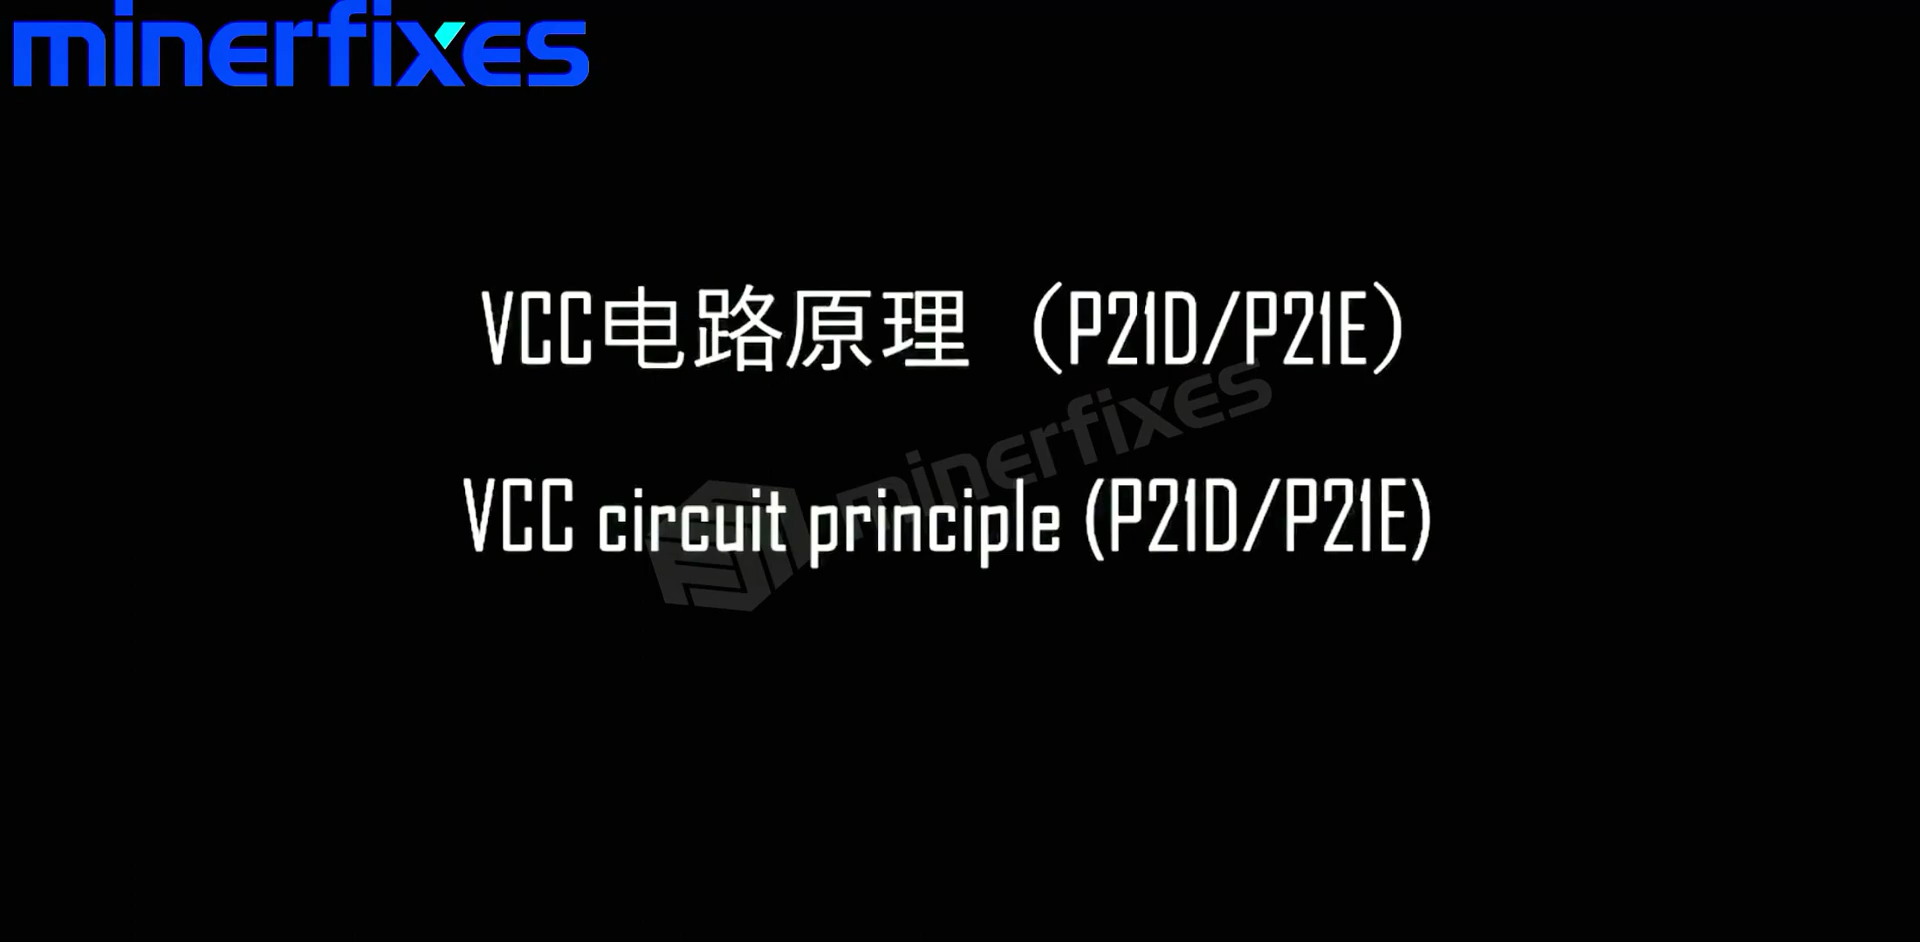 minerfixes
VCC电路原理（P21D/P21E）
minerfixes
VCC circuit principle (P21D/P21E)